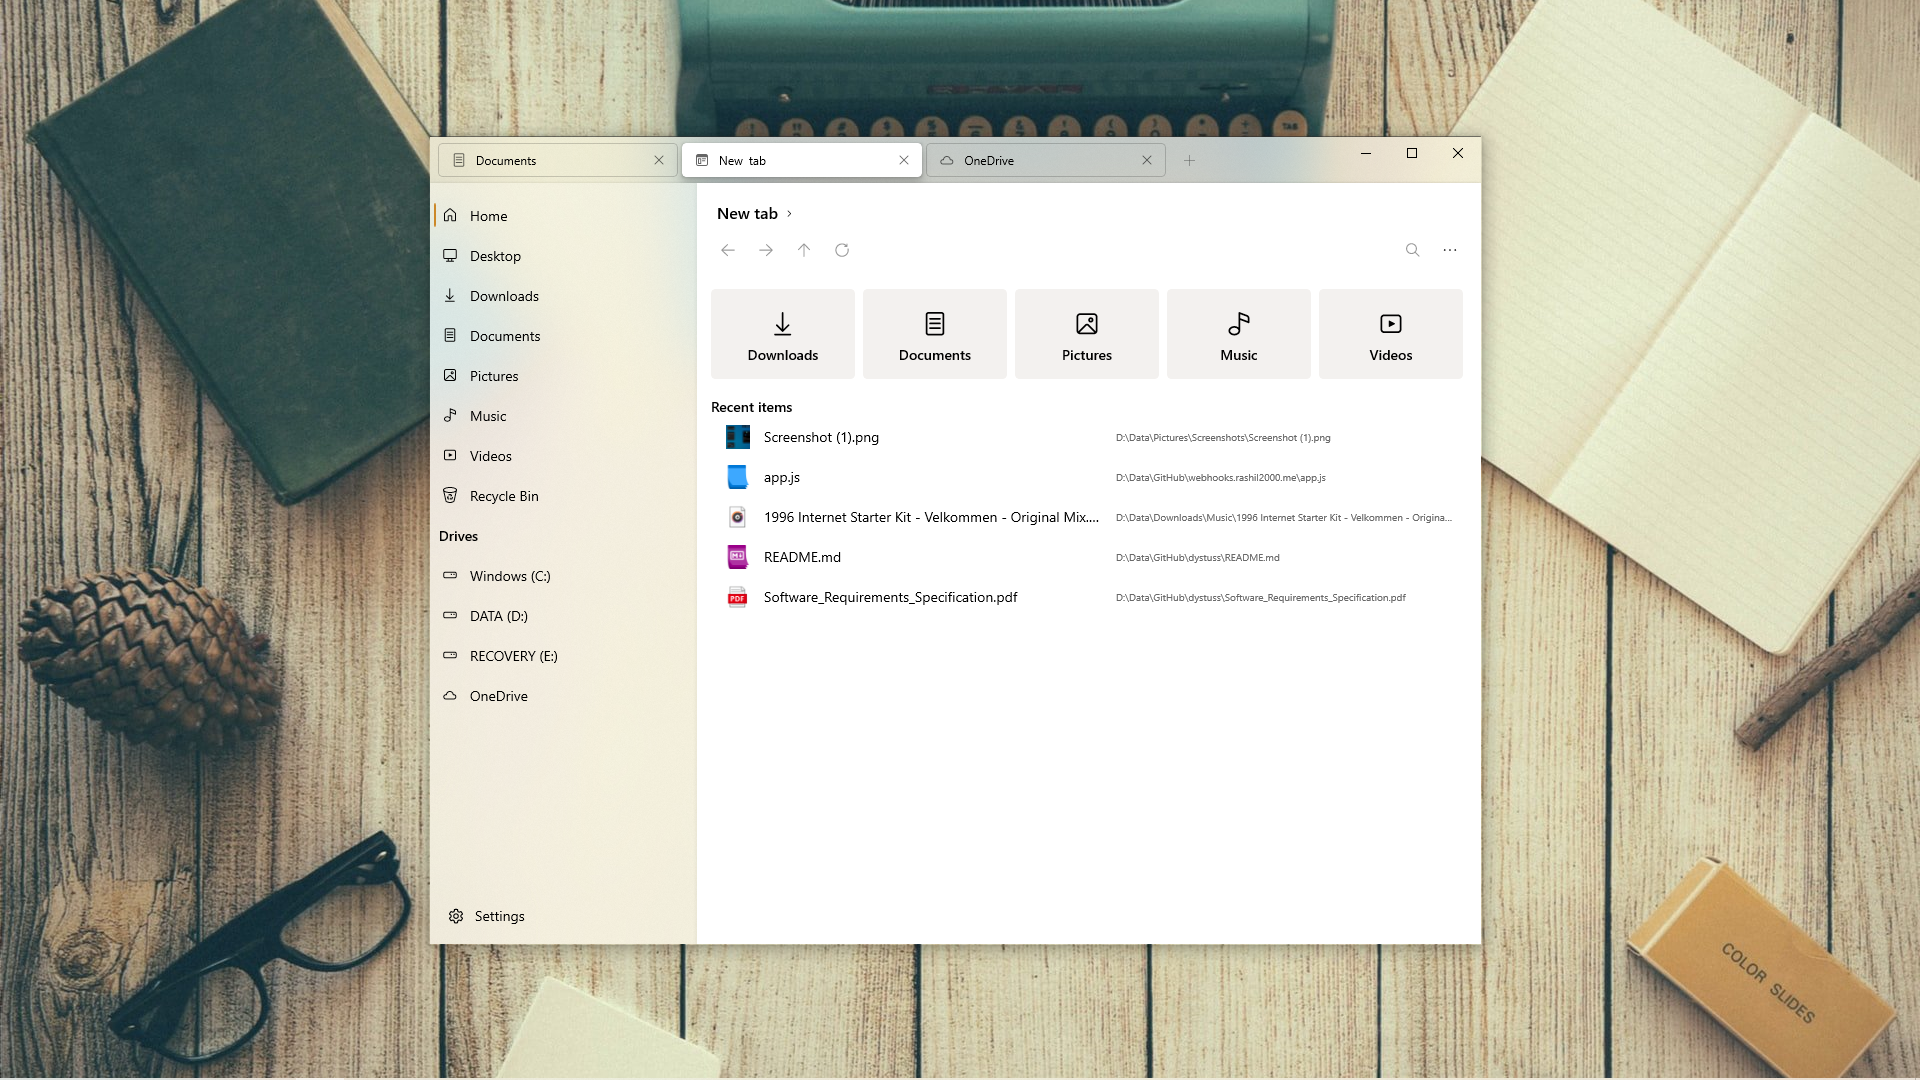 Documents
New tab
OneDrive
Home
Desktop
Downloads
Documents
Pictures
Music
Videos
Recycle Bin
Drives
Windows (C:)
DATA (D:)
RECOVERY (E:)
OneDrive
Settings
New tab
Downloads
Documents
Pictures
Music
Videos
Recent items
Screenshot (1).png D:\Data\Pictures\Screenshots\Screenshot (1).png
app.js D:\Data\GitHub\webhooks.rashil2000.me\app.js
1996 Internet Starter Kit - Velkommen - Original Mix.... D:\Data\Downloads\Music\1996 Internet Starter Kit - Velkommen - Origina...
README.md D:\Data\GitHub\dystuss\README.md
PDF Software_Requirements_Specification.pdf D:\Data\GitHub\dystuss\Software_Requirements_Specification.pdf
ROYAL
TAB
COLOR SLIDES